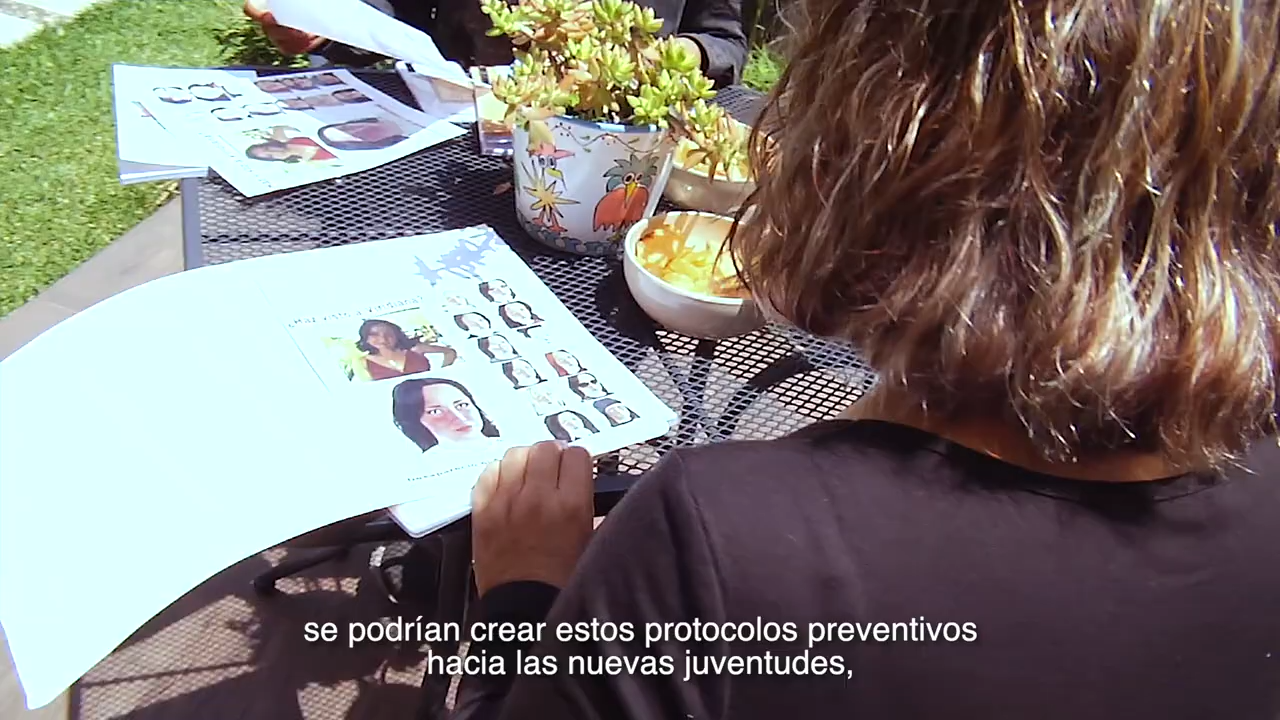 se podrían crear estos protocolos preventivos
hacia las nuevas juventudes,